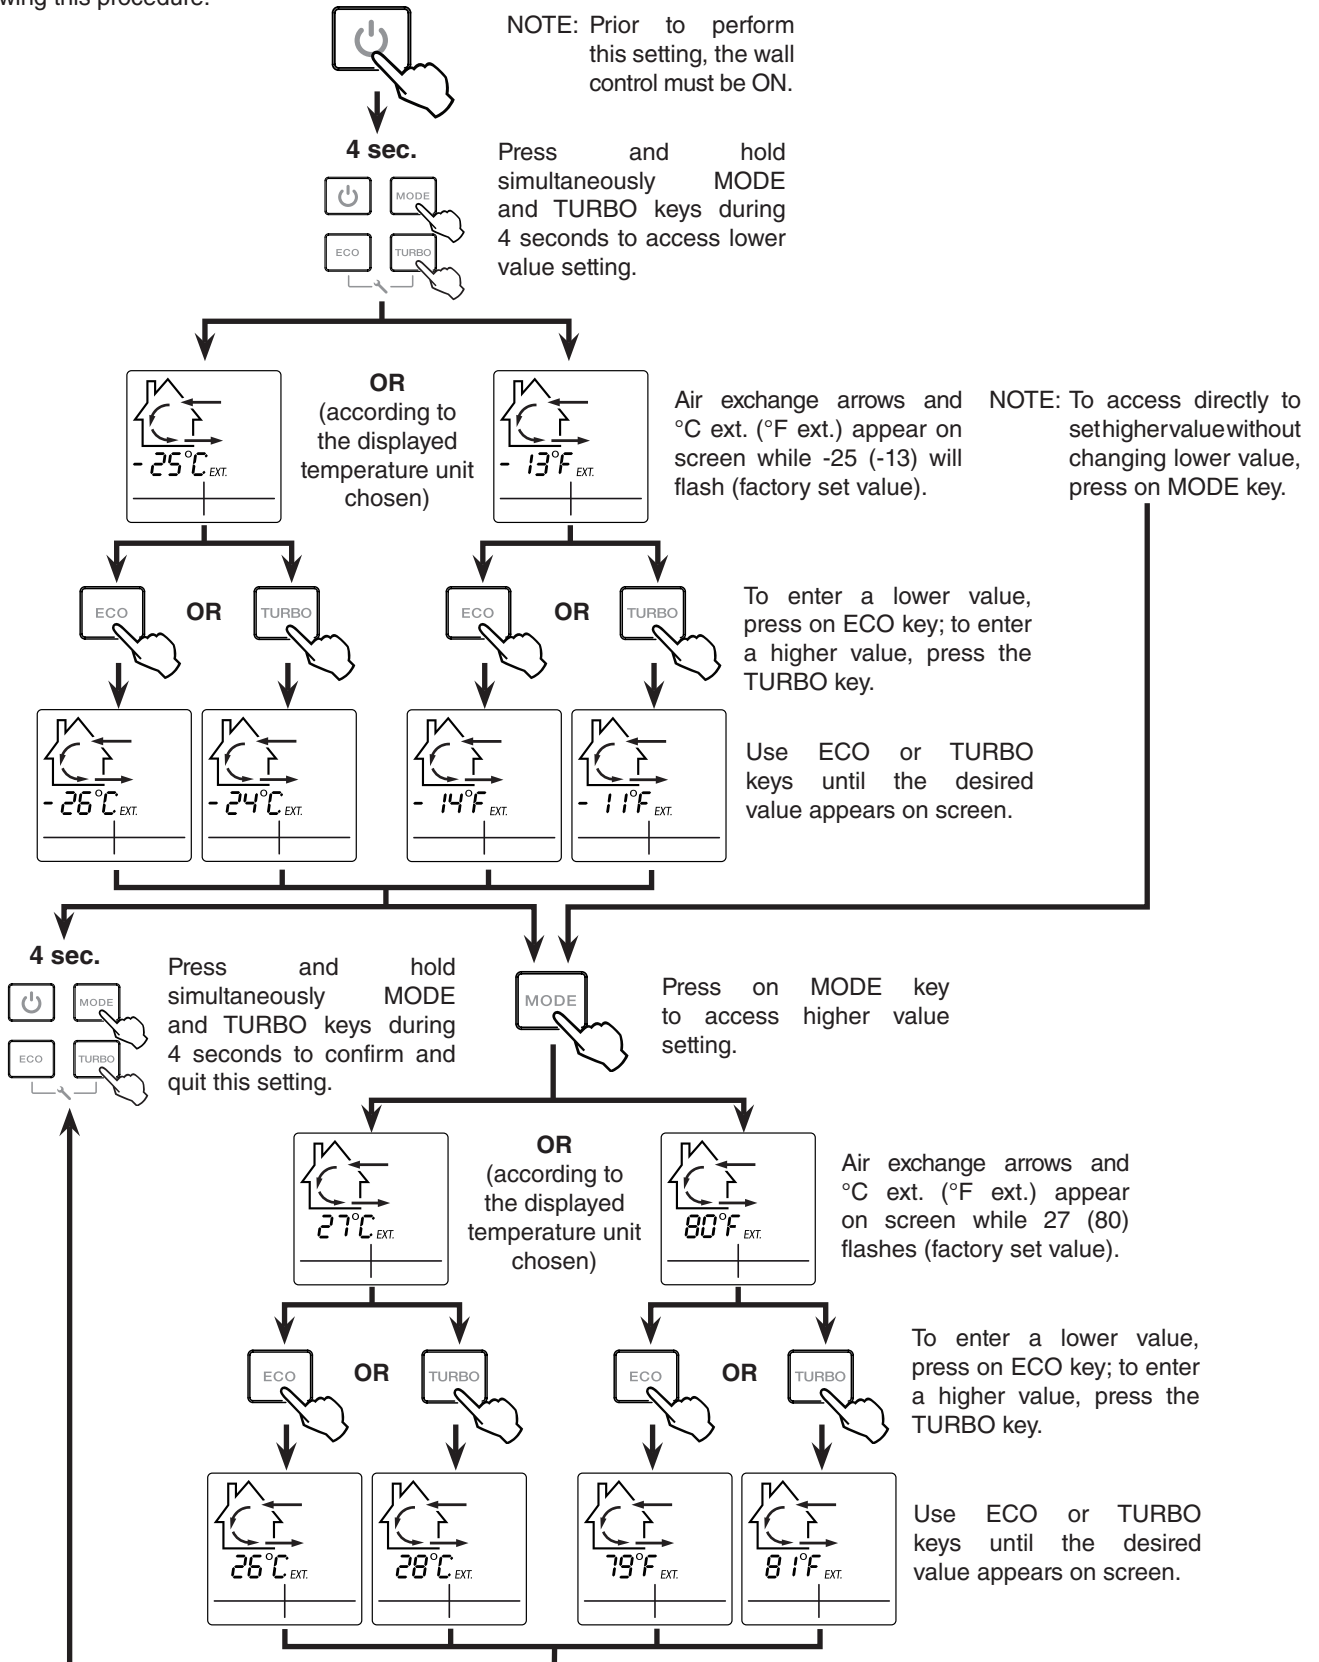 wing this procedure.
NOTE: Prior to perform
this setting, the wall
control must be ON.
4 sec.
Press and hold
simultaneously MODE
and TURBO keys during
4 seconds to access lower
value setting.
MODE
ECO
TURBO
OR
(according to
the displayed
temperature unit
chosen)
-25°C EXT.
- 13°F EXT.
Air exchange arrows and
°C ext. (°F ext.) appear on
screen while -25 (-13) will
flash (factory set value).
NOTE: To access directly to
set higher value without
changing lower value,
press on MODE key.
ECO
OR
TURBO
ECO
OR
TURBO
To enter a lower value,
press on ECO key; to enter
a higher value, press the
TURBO key.
-26°C EXT.
-24°C EXT.
- 14°F EXT.
- 11°F EXT.
Use ECO or TURBO
keys until the desired
value appears on screen.
4 sec.
MODE
ECO
TURBO
Press and hold
simultaneously MODE
and TURBO keys during
4 seconds to confirm and
quit this setting.
MODE
Press on MODE key
to access higher value
setting.
27°C EXT.
OR
(according to
the displayed
temperature unit
chosen)
80°F EXT.
Air exchange arrows and
°C ext. (°F ext.) appear
on screen while 27 (80)
flashes (factory set value).
ECO
OR
TURBO
ECO
OR
TURBO
To enter a lower value,
press on ECO key; to enter
a higher value, press the
TURBO key.
26°C EXT.
28°C EXT.
79°F EXT.
81°F EXT.
Use ECO or TURBO
keys until the desired
value appears on screen.